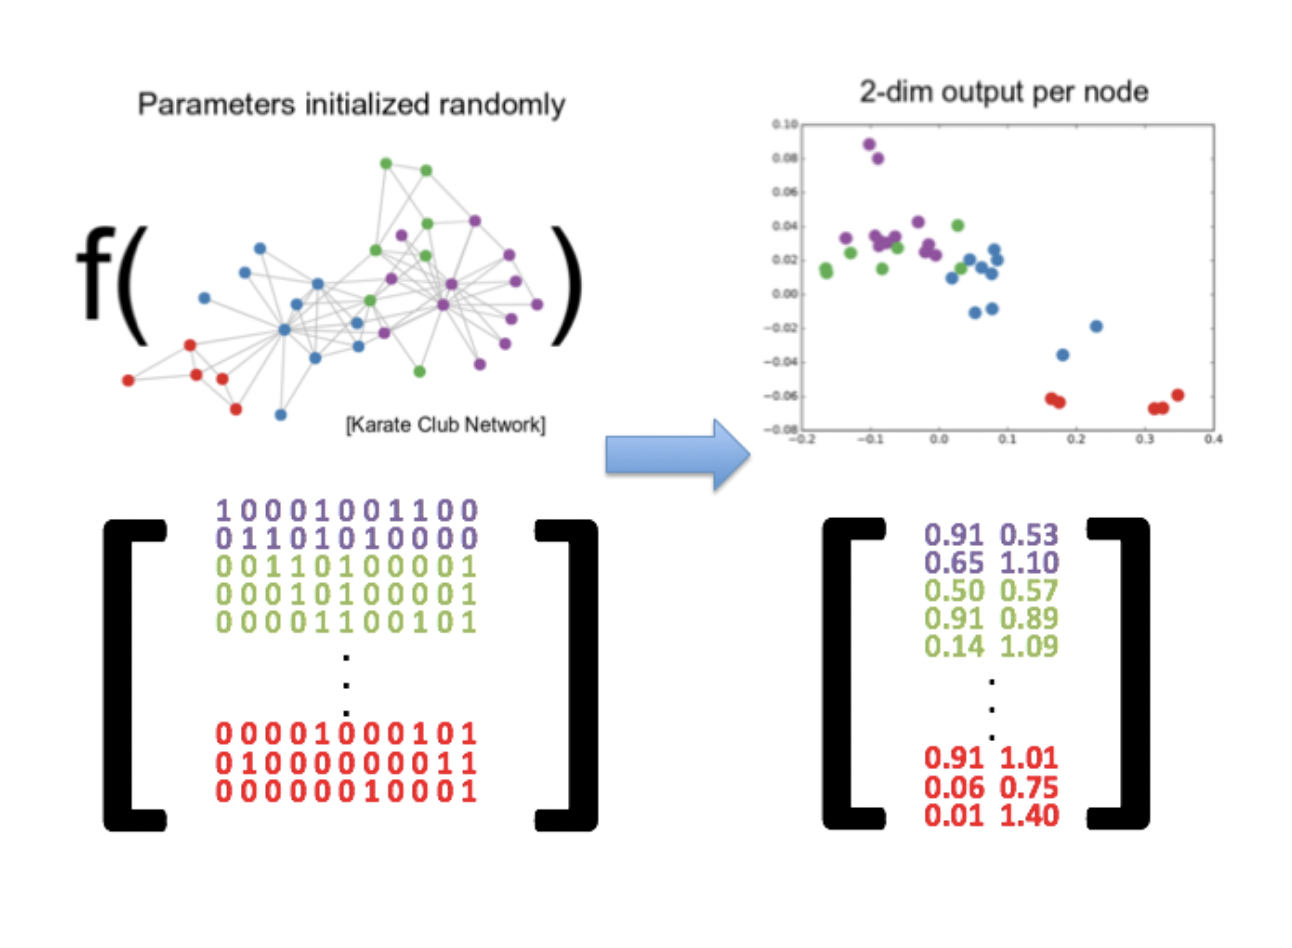 Parameters initialized randomly
f( )
[Karate Club Network]
2-dim output per node
0.10
0.08
0.06
0.04
0.02
0.00
−0.02
−0.04
−0.06
−0.08
−0.2 −0.1 0.0 0.1 0.2 0.3 0.4
1 0 0 0 1 0 0 1 1 0 0
0 1 1 0 1 0 1 0 0 0 0
0 0 1 1 0 1 0 0 0 0 1
0 0 0 1 0 1 0 0 0 0 1
0 0 0 0 1 1 0 0 1 0 1
.
.
.
0 0 0 0 1 0 0 0 1 0 1
0 1 0 0 0 0 0 0 0 1 1
0 0 0 0 0 0 1 0 0 0 1
0.91 0.53
0.65 1.10
0.50 0.57
0.91 0.89
0.14 1.09
.
.
.
0.91 1.01
0.06 0.75
0.01 1.40